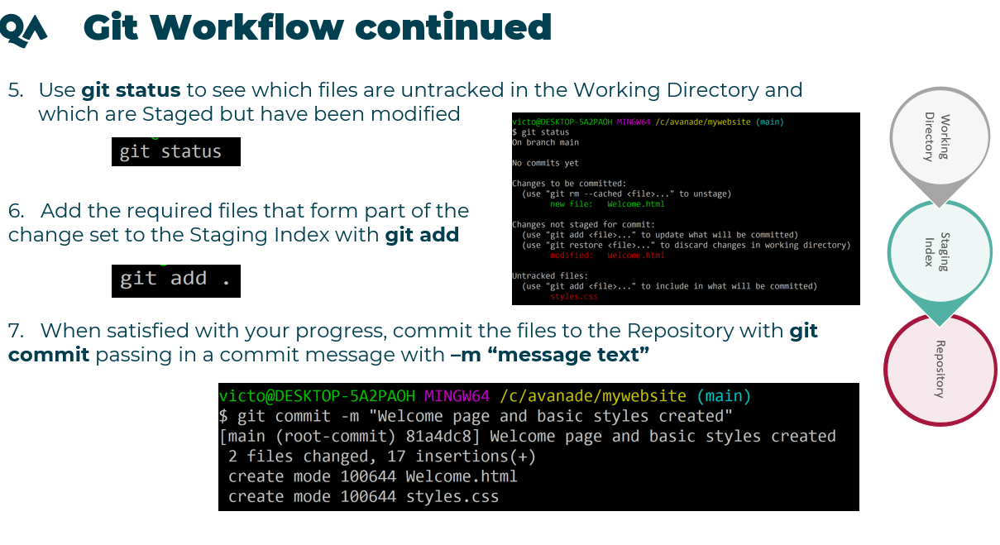 QA Git Workflow continued
5. Use git status to see which files are untracked in the Working Directory and
which are Staged but have been modified
git status
victo@DESKTOP-5A2PAOH MINGW64 /c/avanade/mywebsite (main)
$ git status
On branch main
No commits yet
Changes to be committed:
(use "git rm --cached <file>..." to unstage)
new file: Welcome.html
Changes not staged for commit:
(use "git add <file>..." to update what will be committed)
(use "git restore <file>..." to discard changes in working directory)
modified: Welcome.html
Untracked files:
(use "git add <file>..." to include in what will be committed)
styles.css
6. Add the required files that form part of the
change set to the Staging Index with git add
git add .
7. When satisfied with your progress, commit the files to the Repository with git
commit passing in a commit message with –m “message text”
victo@DESKTOP-5A2PAOH MINGW64 /c/avanade/mywebsite (main)
$ git commit -m "Welcome page and basic styles created"
[main (root-commit) 81a4dc8] Welcome page and basic styles created
2 files changed, 17 insertions(+)
create mode 100644 Welcome.html
create mode 100644 styles.css
Working
Directory
Staging
Index
Repository